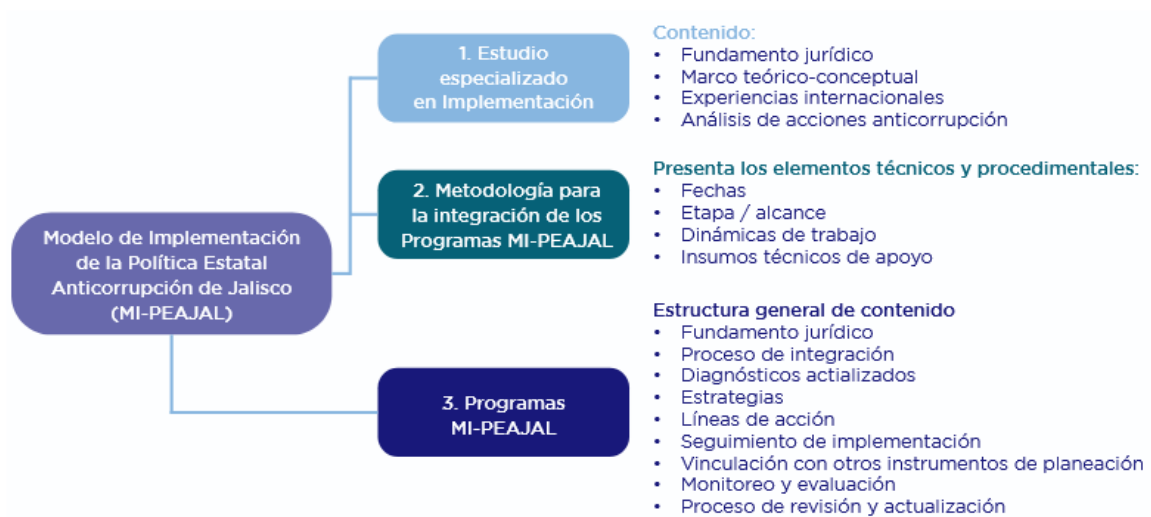 Modelo de Implementación
de la Política Estatal
Anticorrupción de Jalisco
(MI-PEAJAL)
1. Estudio
especializado
en Implementación
Contenido:
• Fundamento jurídico
• Marco teórico-conceptual
• Experiencias internacionales
• Análisis de acciones anticorrupción
2. Metodología para
la integración de los
Programas MI-PEAJAL
Presenta los elementos técnicos y procedimentales:
• Fechas
• Etapa / alcance
• Dinámicas de trabajo
• Insumos técnicos de apoyo
3. Programas
MI-PEAJAL
Estructura general de contenido
• Fundamento jurídico
• Proceso de integración
• Diagnósticos actializados
• Estrategias
• Líneas de acción
• Seguimiento de implementación
• Vinculación con otros instrumentos de planeación
• Monitoreo y evaluación
• Proceso de revisión y actualización